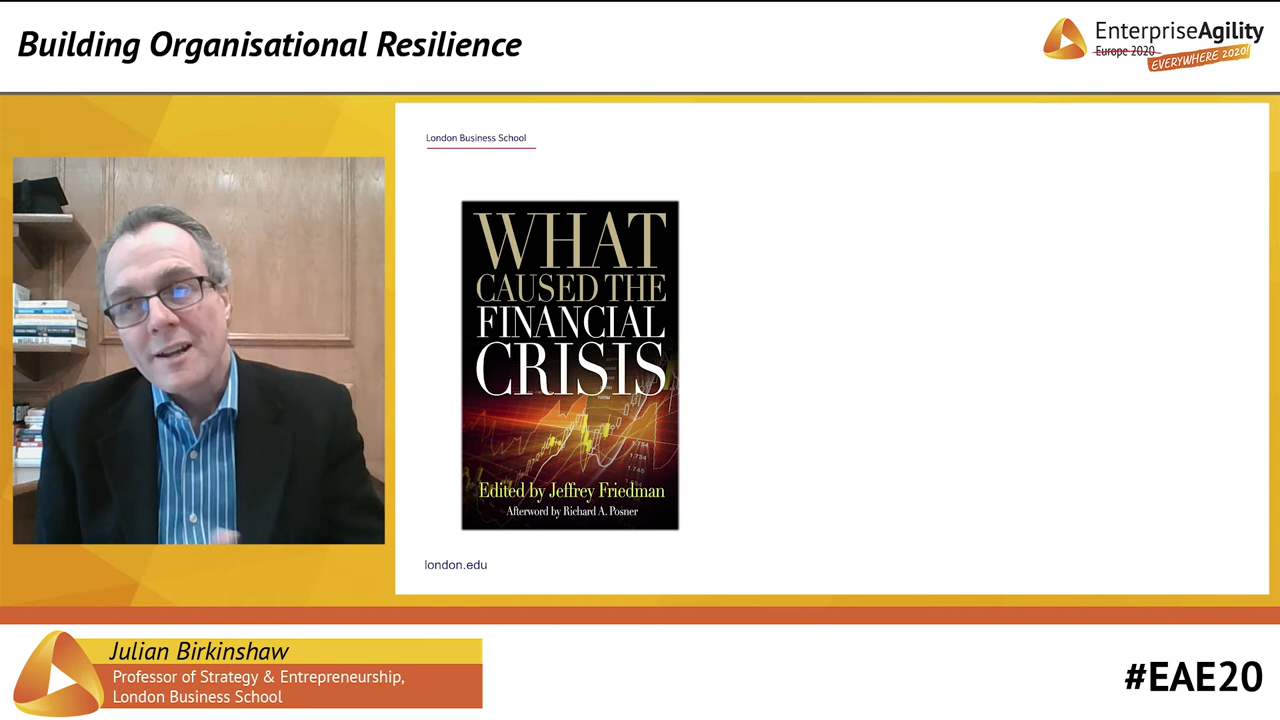 Building Organisational Resilience
EnterpriseAgility
Europe 2020
EVERYWHERE 2020!
London Business School
WHAT
CAUSED THE
FINANCIAL
CRISIS
Edited by Jeffrey Friedman
Afterword by Richard A. Posner
london.edu
Julian Birkinshaw
Professor of Strategy & Entrepreneurship,
London Business School
#EAE20